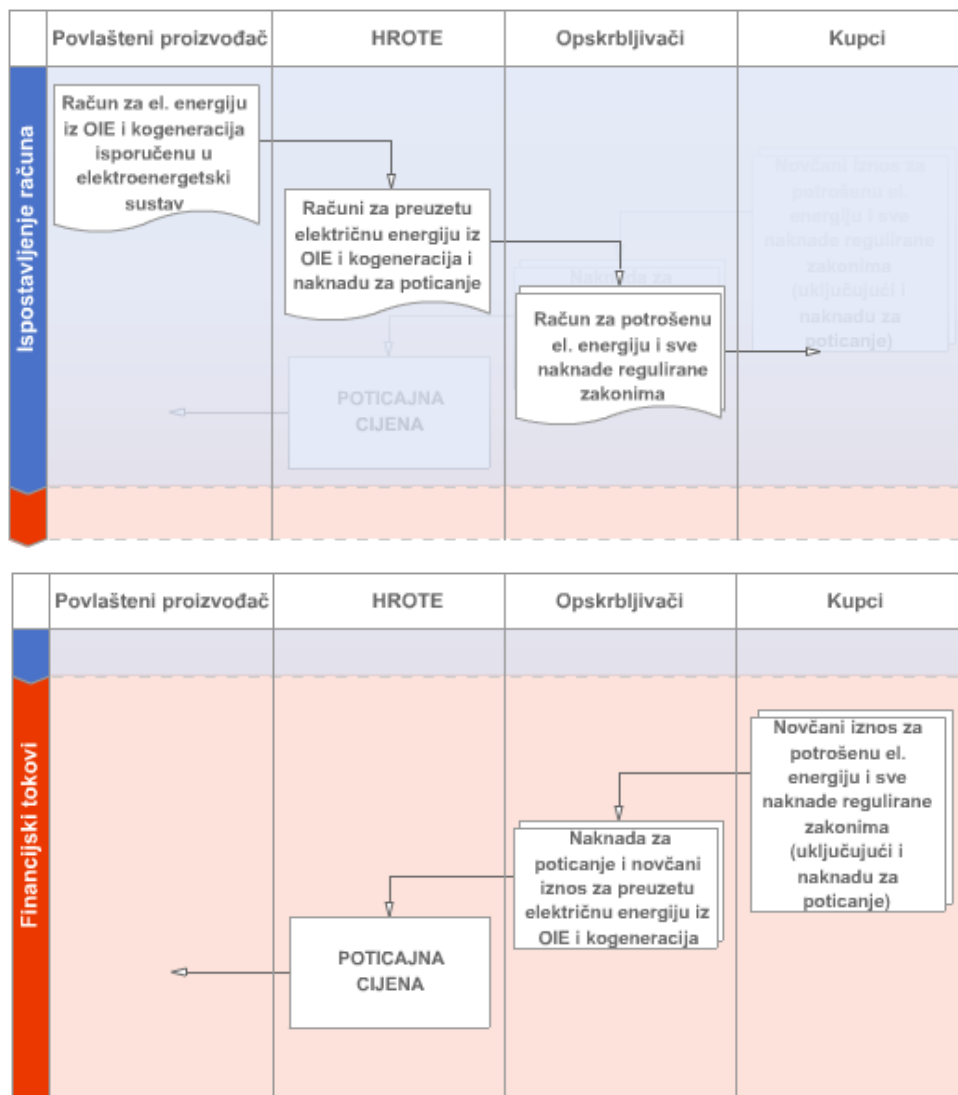 Povlašteni proizvođač
HROTE
Opskrbljivači
Kupci
Ispostavljenje računa
Račun za el. energiju
iz OIE i kogeneracija
isporučenu u
elektroenergetski
sustav
Računi za preuzetu
električnu energiju iz
OIE i kogeneracija i
naknadu za poticanje
Račun za potrošenu
el. energiju i sve
naknade regulirane
zakonima
Novčani iznos za
potrošenu el.
energiju i sve
naknade regulirane
zakonima
(uključujući i
naknadu za
poticanje)
Naknada za
POTICAJNA
CIJENA
Povlašteni proizvođač
HROTE
Opskrbljivači
Kupci
Financijski tokovi
Novčani iznos za
potrošenu el.
energiju i sve
naknade regulirane
zakonima
(uključujući i
naknadu za
poticanje)
Naknada za
poticanje i novčani
iznos za preuzetu
električnu energiju iz
OIE i kogeneracija
POTICAJNA
CIJENA